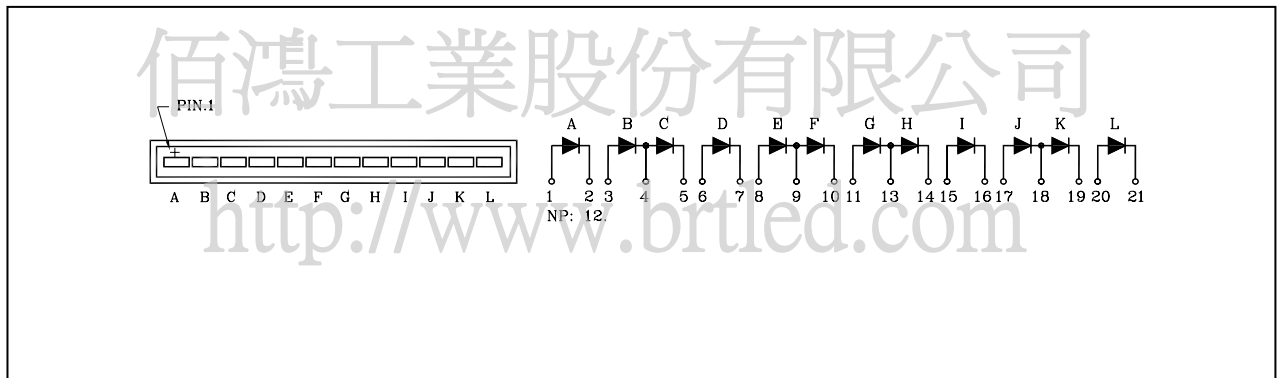 佰鴻工業股份有限公司
PIN.1
A B C D E F G H I J K L
A B C D E F G H I J K L
1 2 3 4 5 6 7 8 9 10 11 13 14 15 16 17 18 19 20 21
NP: 12.
http://www.brtled.com